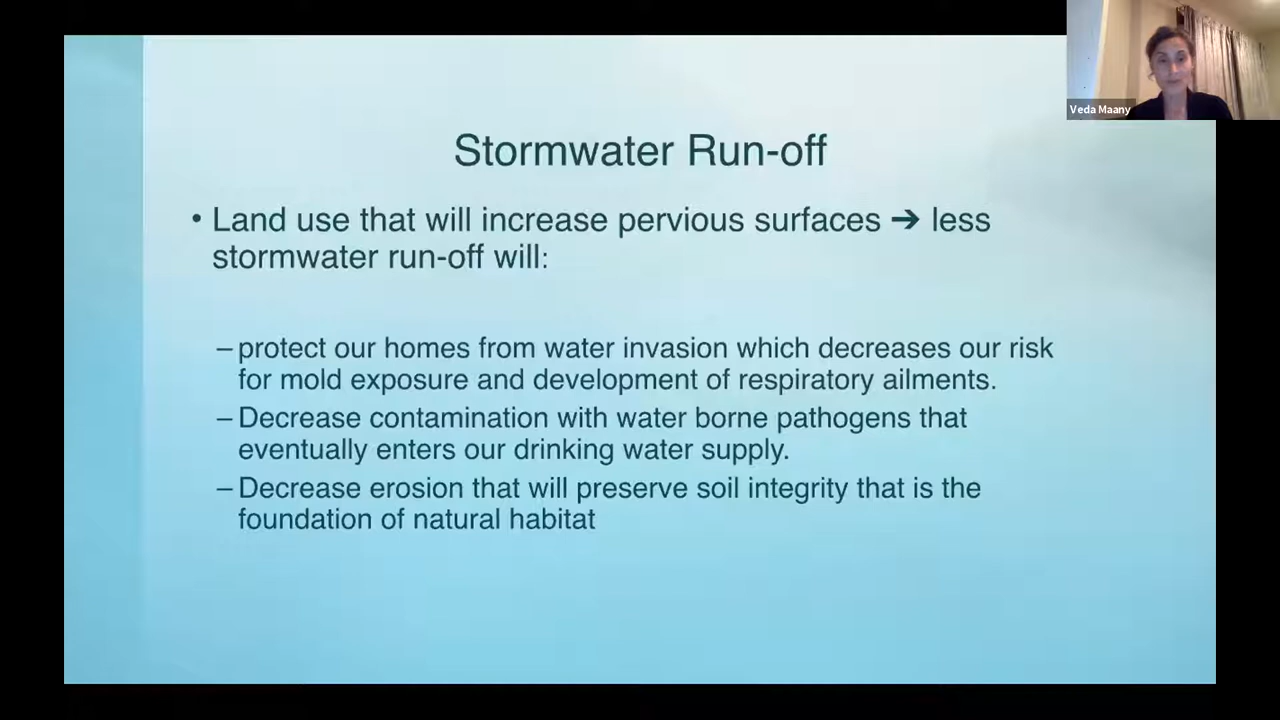 Veda Maany
Stormwater Run-off
• Land use that will increase pervious surfaces ➔ less
stormwater run-off will:
– protect our homes from water invasion which decreases our risk
for mold exposure and development of respiratory ailments.
– Decrease contamination with water borne pathogens that
eventually enters our drinking water supply.
– Decrease erosion that will preserve soil integrity that is the
foundation of natural habitat